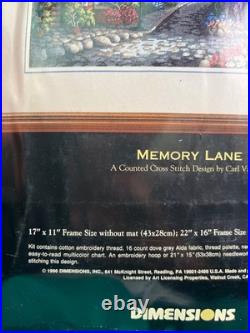 MEMORY LANE
A Counted Cross Stitch Design by Carl V
17" x 11" Frame Size without mat (43x28cm); 22" x 16" Frame Size
Kit contains cotton embroidery thread, 16 count dove grey Aida fabric, thread palette, ne
easy-to-read multicolor chart. An embroidery hoop or 21" x 15" (53x38cm)
stitching this design.
© 1996 DIMENSIONS, INC., 641 McKnight Street, Reading, PA 19601-2499 U.S.A. Made and
Licensed by Art Licensing Properties, Walnut Creek, CA
DIMENSIONS